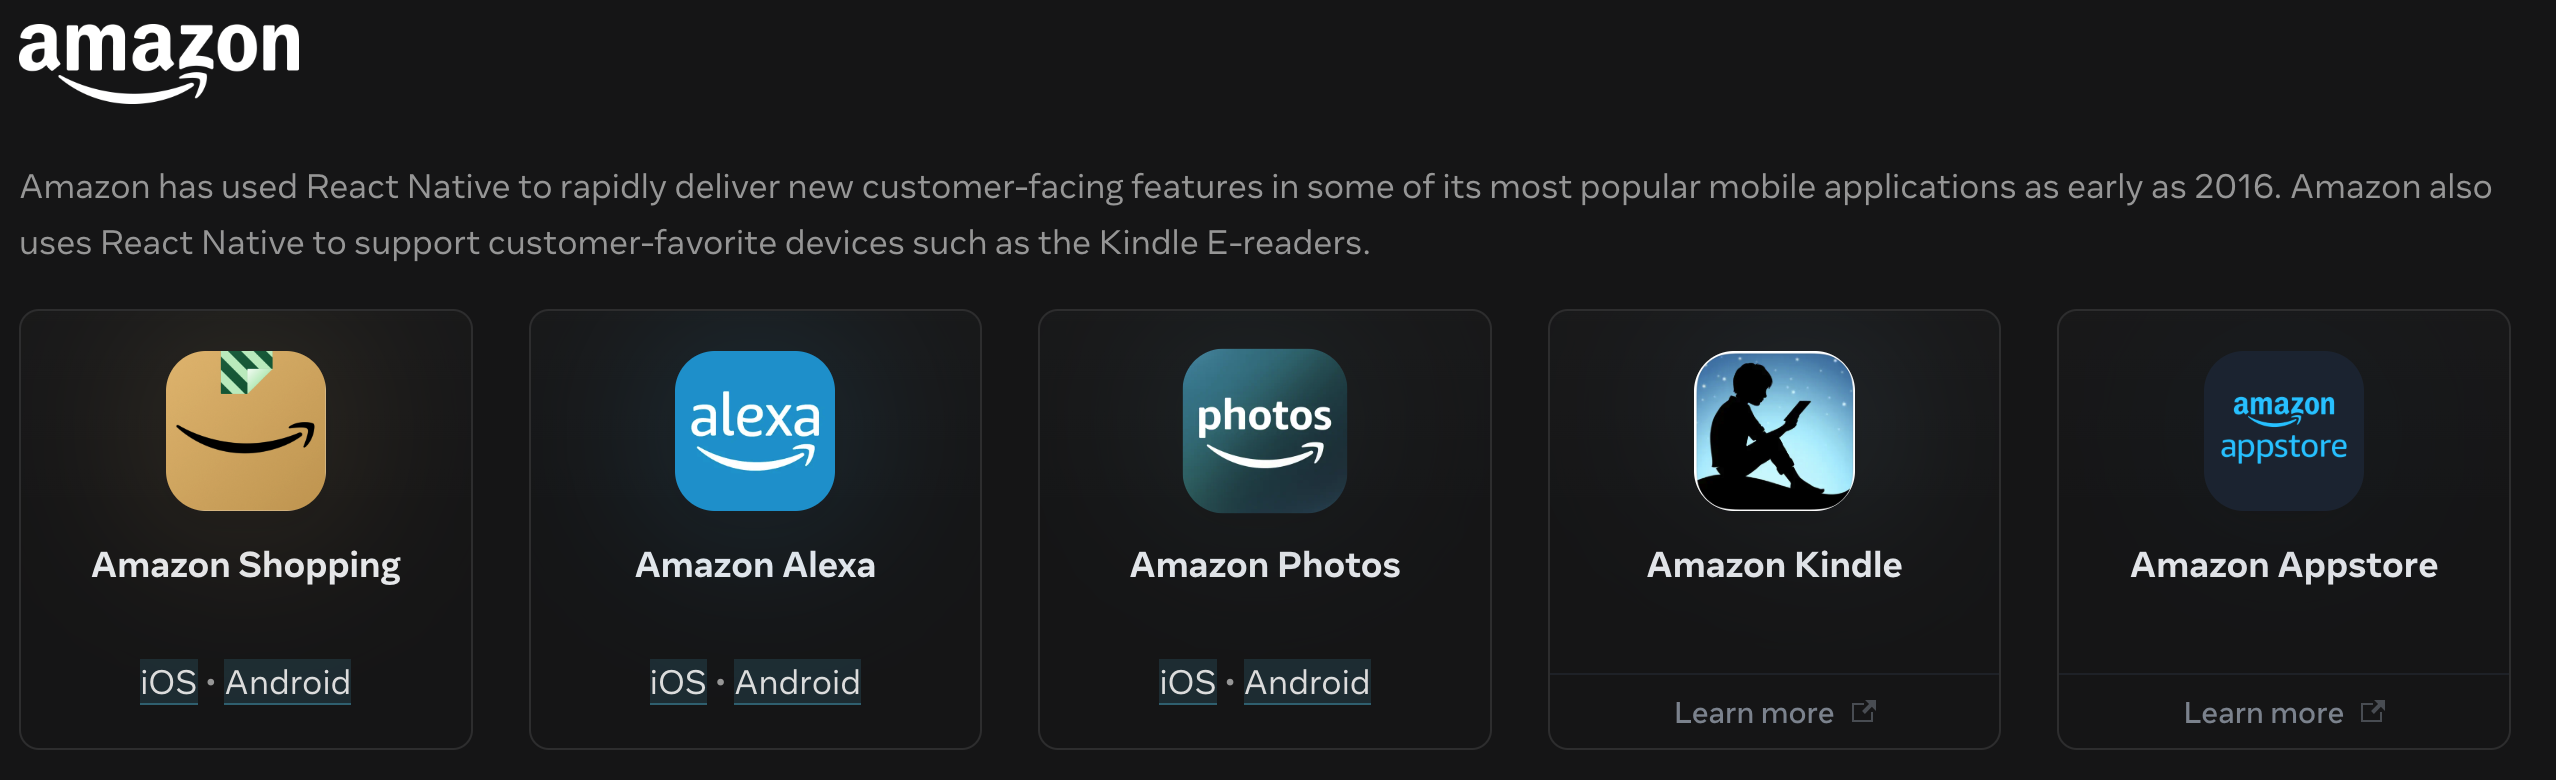 amazon
Amazon has used React Native to rapidly deliver new customer-facing features in some of its most popular mobile applications as early as 2016. Amazon also
uses React Native to support customer-favorite devices such as the Kindle E-readers.
alexa
photos
amazon
appstore
Amazon Shopping
Amazon Alexa
Amazon Photos
Amazon Kindle
Amazon Appstore
iOS • Android
iOS • Android
iOS • Android
Learn more
Learn more